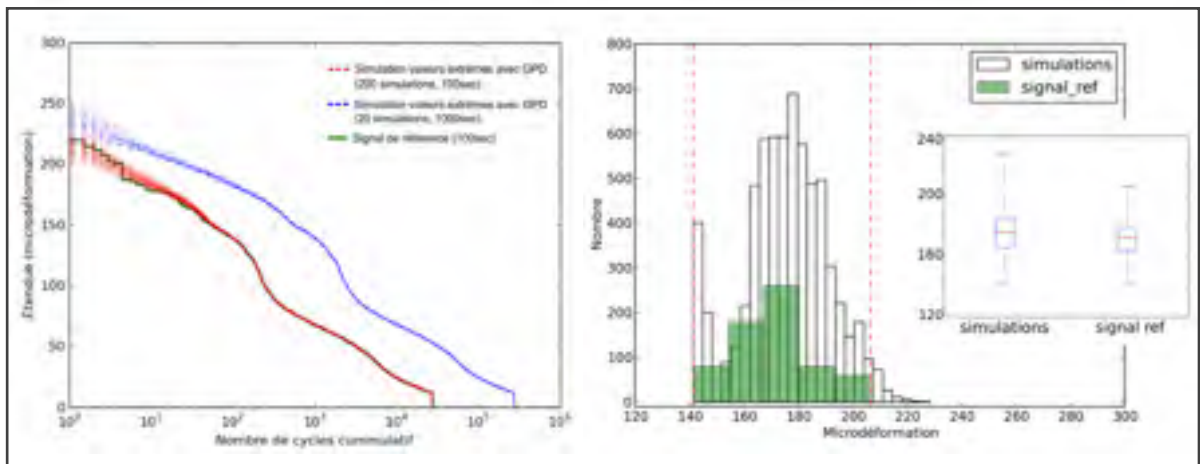 300
250
200
150
100
50
0
Étendue (microdéformation)
10⁰ 10¹ 10² 10³ 10⁴ 10⁵ 10⁶
Nombre de cycles cummulatif
Simulation valeurs extrêmes avec GPD
(200 simulations, 100sec)
Simulation valeurs extrêmes avec GPD
(20 simulations, 1000sec)
Signal de référence (100sec)
800
700
600
500
400
300
200
100
0
Nombre
120 140 160 180 200 220 240 260 280 300
Microdéformation
simulations
signal_ref
240
200
160
120
simulations signal ref